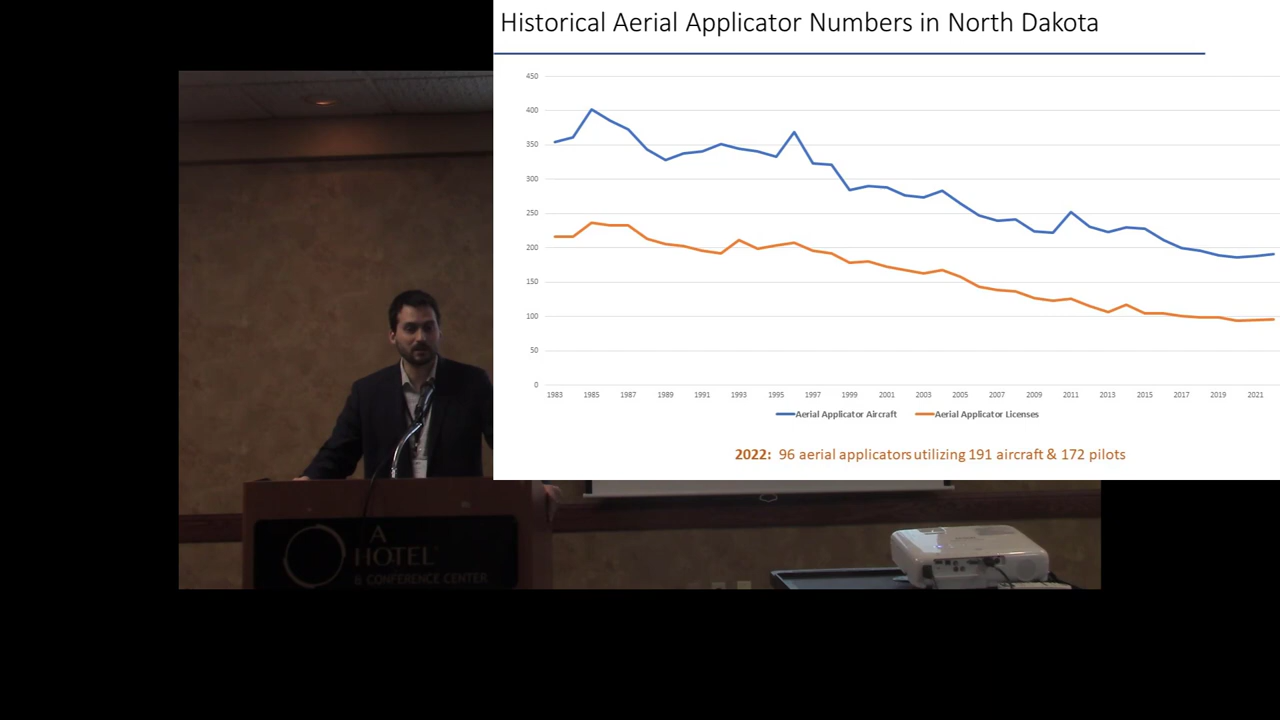 Historical Aerial Applicator Numbers in North Dakota
450
400
350
300
250
200
150
100
50
0
1983 1985 1987 1989 1991 1993 1995 1997 1999 2001 2003 2005 2007 2009 2011 2013 2015 2017 2019 2021
Aerial Applicator Aircraft Aerial Applicator Licenses
2022: 96 aerial applicators utilizing 191 aircraft & 172 pilots
A
HOTEL
& CONFERENCE CENTER